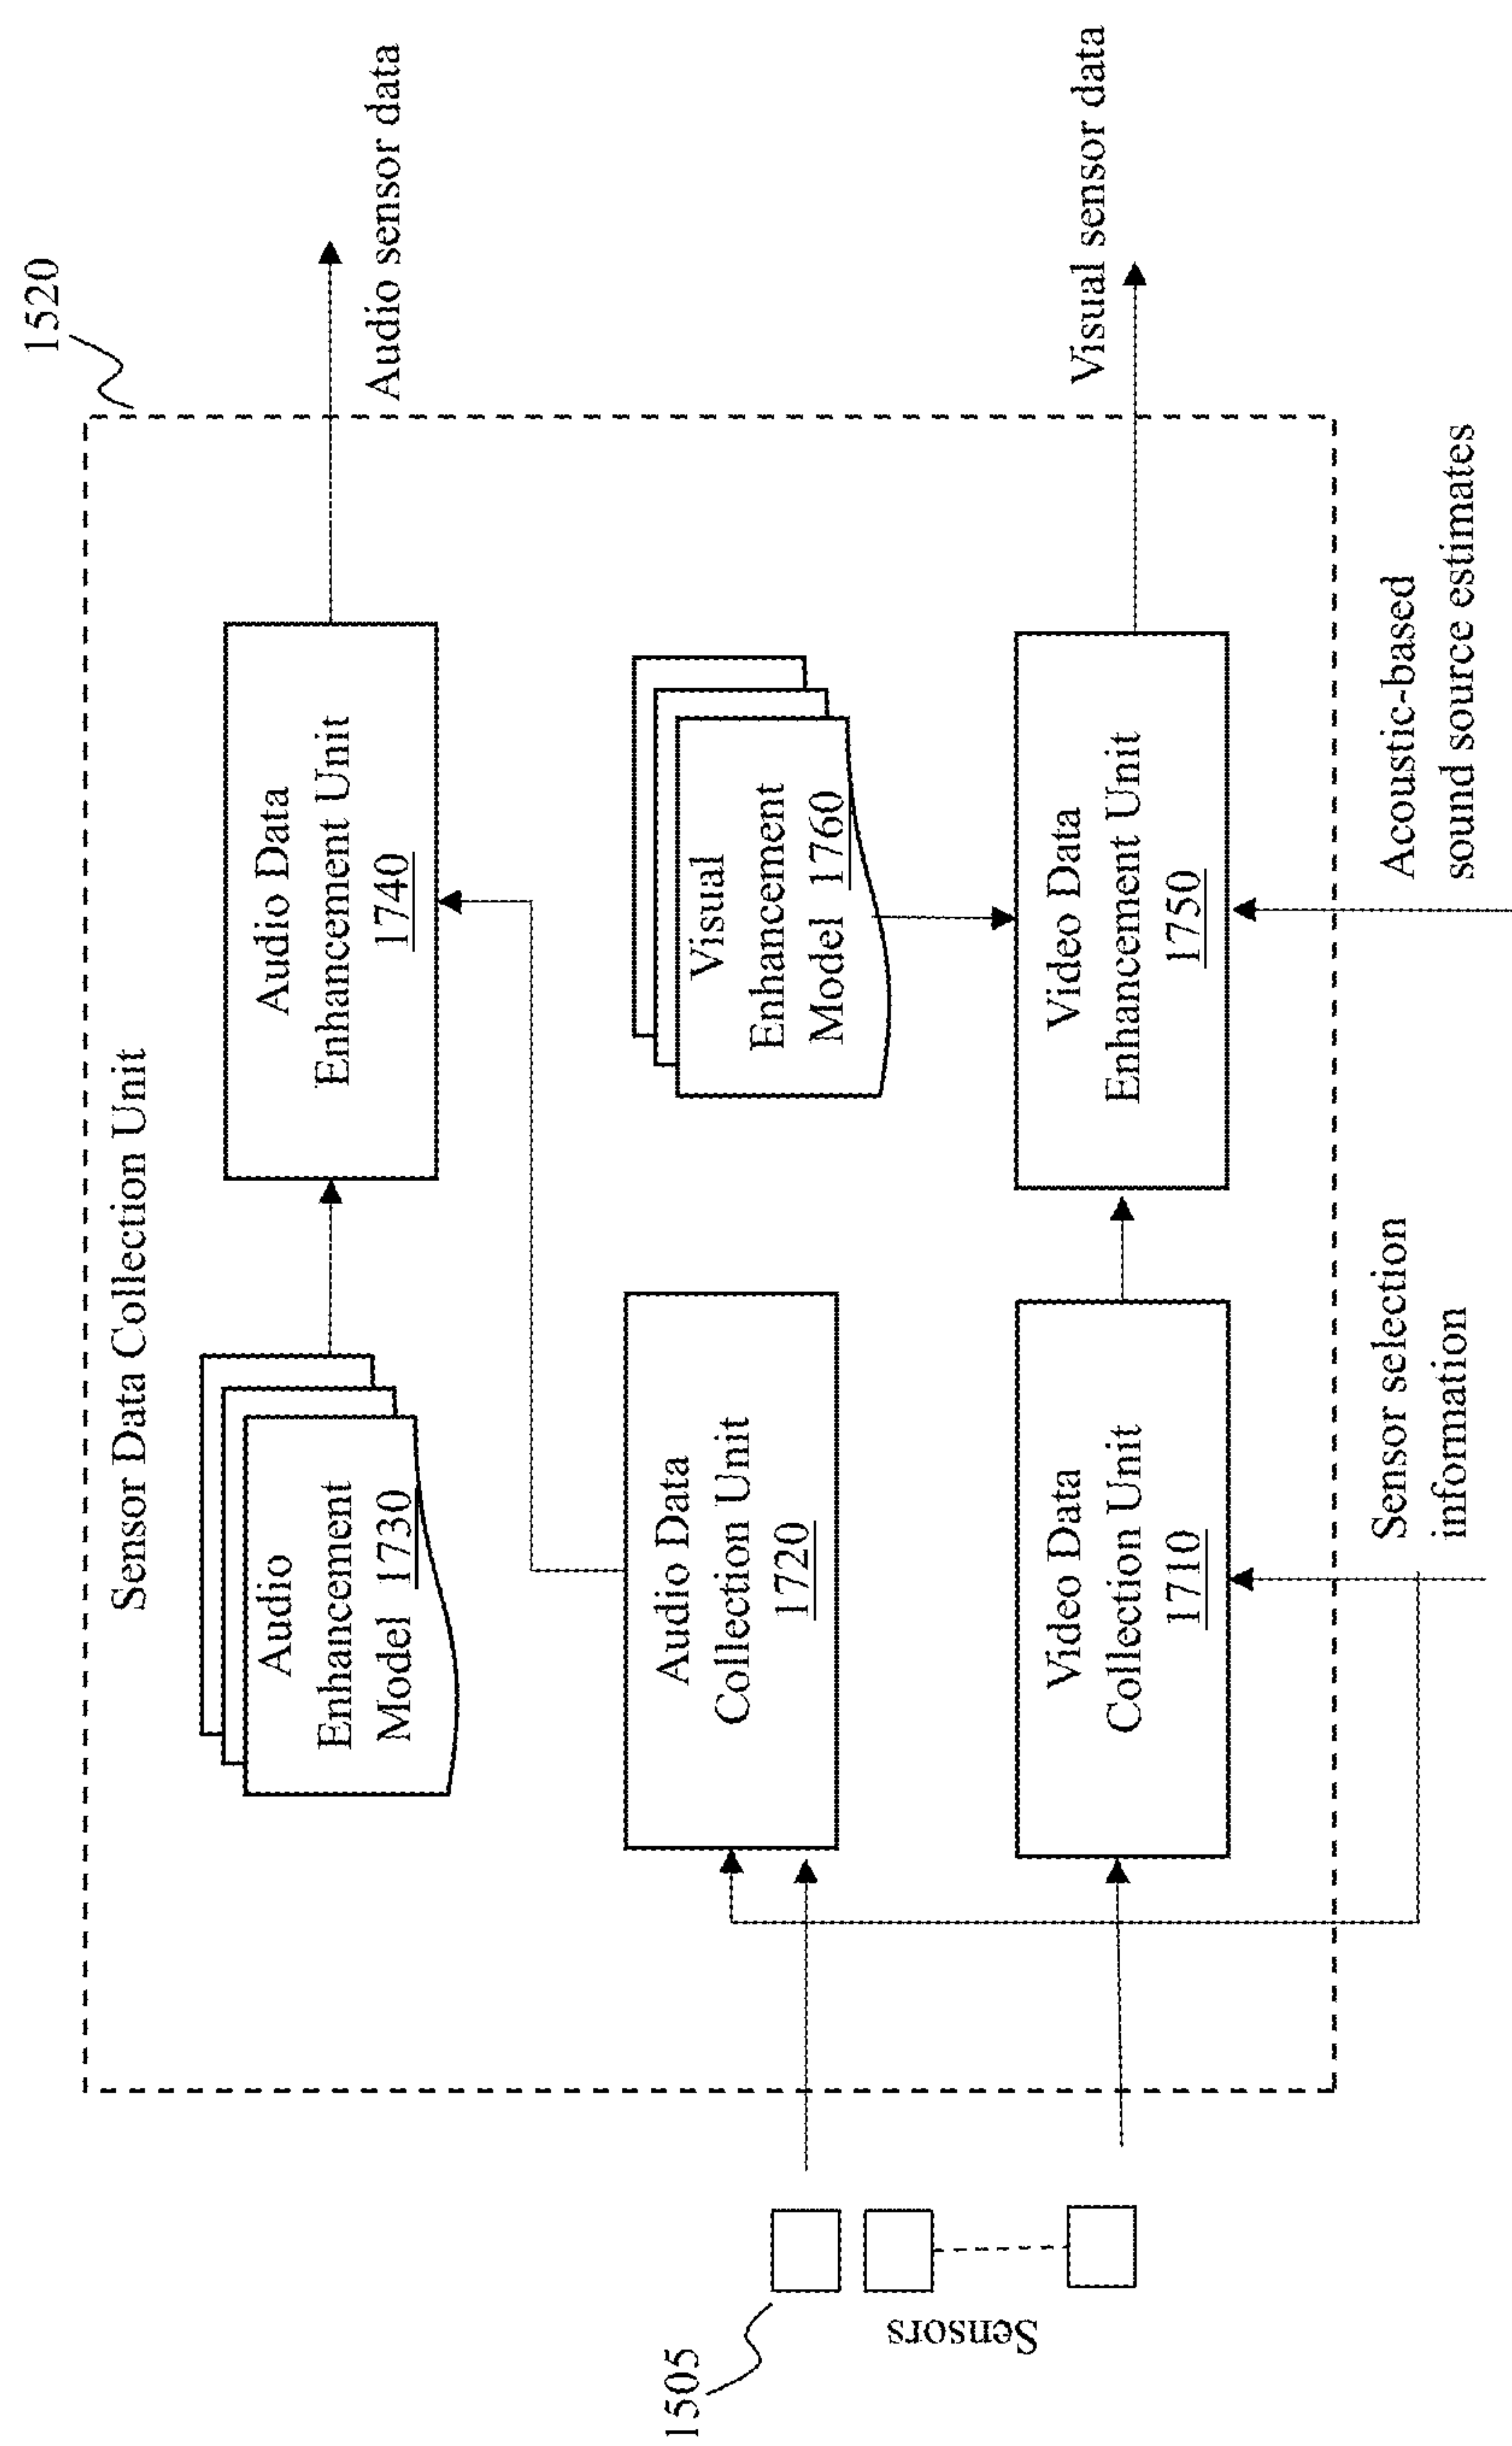 1520
Sensor Data Collection Unit
Audio
Enhancement
Model 1730
Audio Data
Enhancement Unit
1740
Audio sensor data
Audio Data
Collection Unit
1720
Visual
Enhancement
Model 1760
1505
Sensors
Video Data
Collection Unit
1710
Video Data
Enhancement Unit
1750
Visual sensor data
Sensor selection
information
Acoustic-based
sound source estimates